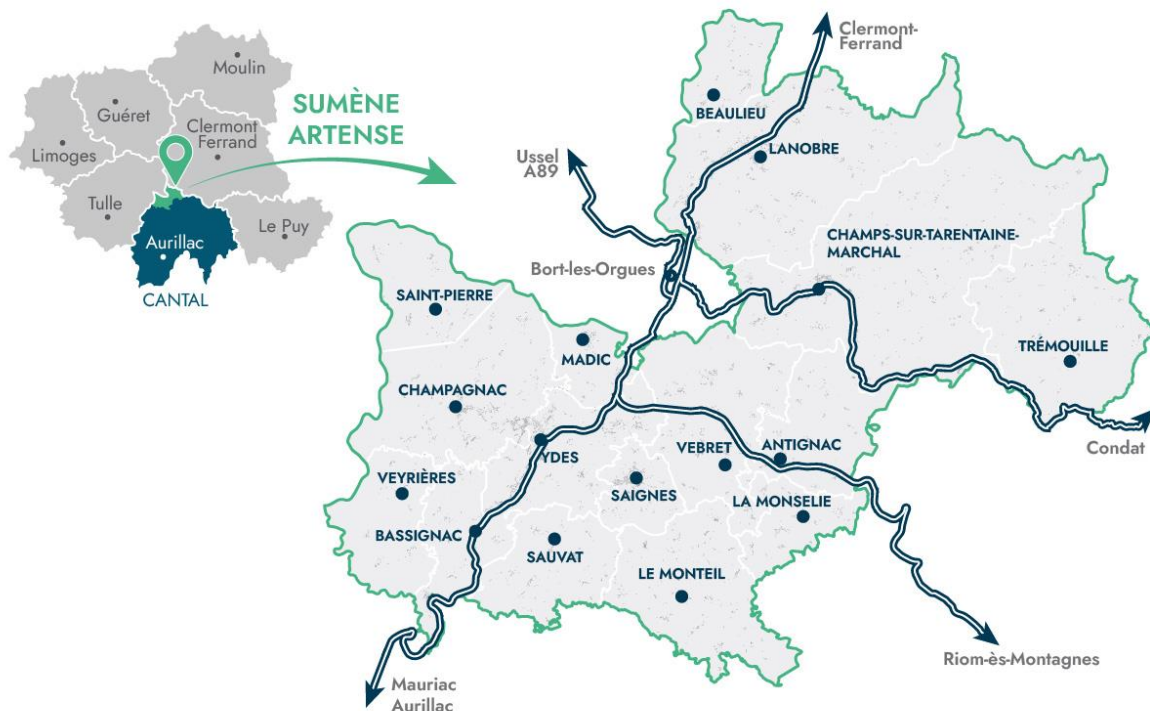 Moulin
Guéret
Clermont
Ferrand
Limoges
Tulle
Le Puy
Aurillac
CANTAL
SUMÈNE
ARTENSE
Clermont-
Ferrand
BEAULIEU
LANOBRE
Ussel
A89
CHAMPS-SUR-TARENTAINE-
MARCHAL
Bort-les-Orgues
SAINT-PIERRE
MADIC
TRÉMOUILLE
CHAMPAGNAC
Condat
YDES
VEBRET
ANTIGNAC
VEYRIÈRES
SAIGNES
LA MONSELIE
BASSIGNAC
SAUVAT
LE MONTEIL
Riom-ès-Montagnes
Mauriac
Aurillac